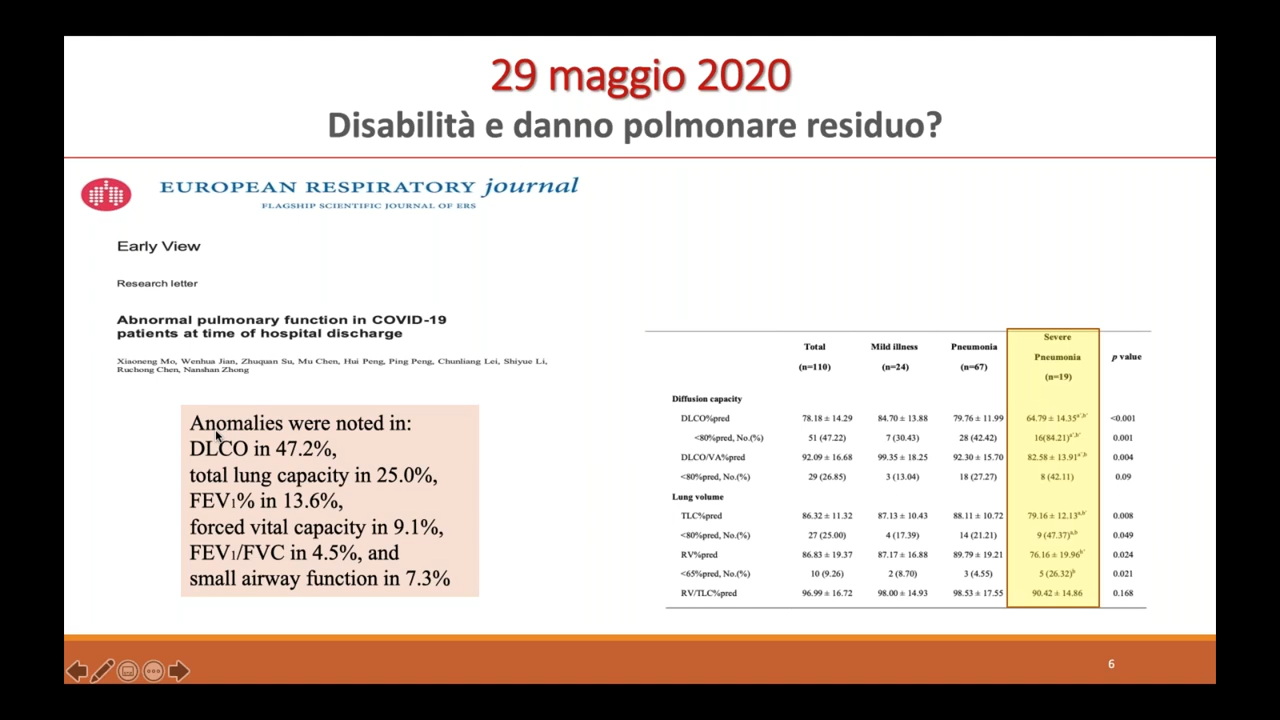 29 maggio 2020
Disabilità e danno polmonare residuo?
EUROPEAN RESPIRATORY journal
FLAGSHIP SCIENTIFIC JOURNAL OF ERS
Early View
Research letter
Abnormal pulmonary function in COVID-19
patients at time of hospital discharge
Xiaoneng Mo, Wenhua Jian, Zhuquan Su, Mu Chen, Hui Peng, Ping Peng, Chunliang Lei, Shiyue Li,
Ruchong Chen, Nanshan Zhong
Anomalies were noted in:
DLCO in 47.2%,
total lung capacity in 25.0%,
FEV₁% in 13.6%,
forced vital capacity in 9.1%,
FEV₁/FVC in 4.5%, and
small airway function in 7.3%
Total (n=110) Mild illness (n=24) Pneumonia (n=67) Severe Pneumonia (n=19) p value
Diffusion capacity
DLCO%pred 78.18 ± 14.29 84.70 ± 13.88 79.76 ± 11.99 64.79 ± 14.35a*,b* <0.001
<80%pred, No.(%) 51 (47.22) 7 (30.43) 28 (42.42) 16(84.21)a*,b* 0.001
DLCO/VA%pred 92.09 ± 16.68 99.35 ± 18.25 92.30 ± 15.70 82.58 ± 13.91a*,b 0.004
<80%pred, No.(%) 29 (26.85) 3 (13.04) 18 (27.27) 8 (42.11) 0.09
Lung volume
TLC%pred 86.32 ± 11.32 87.13 ± 10.43 88.11 ± 10.72 79.16 ± 12.13a,b* 0.008
<80%pred, No.(%) 27 (25.00) 4 (17.39) 14 (21.21) 9 (47.37)a,b 0.049
RV%pred 86.83 ± 19.37 87.17 ± 16.88 89.79 ± 19.21 76.16 ± 19.96b* 0.024
<65%pred, No.(%) 10 (9.26) 2 (8.70) 3 (4.55) 5 (26.32)b 0.021
RV/TLC%pred 96.99 ± 16.72 98.00 ± 14.93 98.53 ± 17.55 90.42 ± 14.86 0.168
6